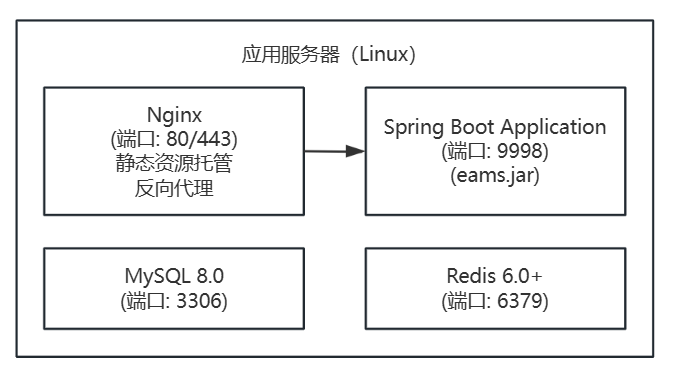 应用服务器（Linux）
Nginx
(端口: 80/443)
静态资源托管
反向代理
Spring Boot Application
(端口: 9998)
(eams.jar)
MySQL 8.0
(端口: 3306)
Redis 6.0+
(端口: 6379)